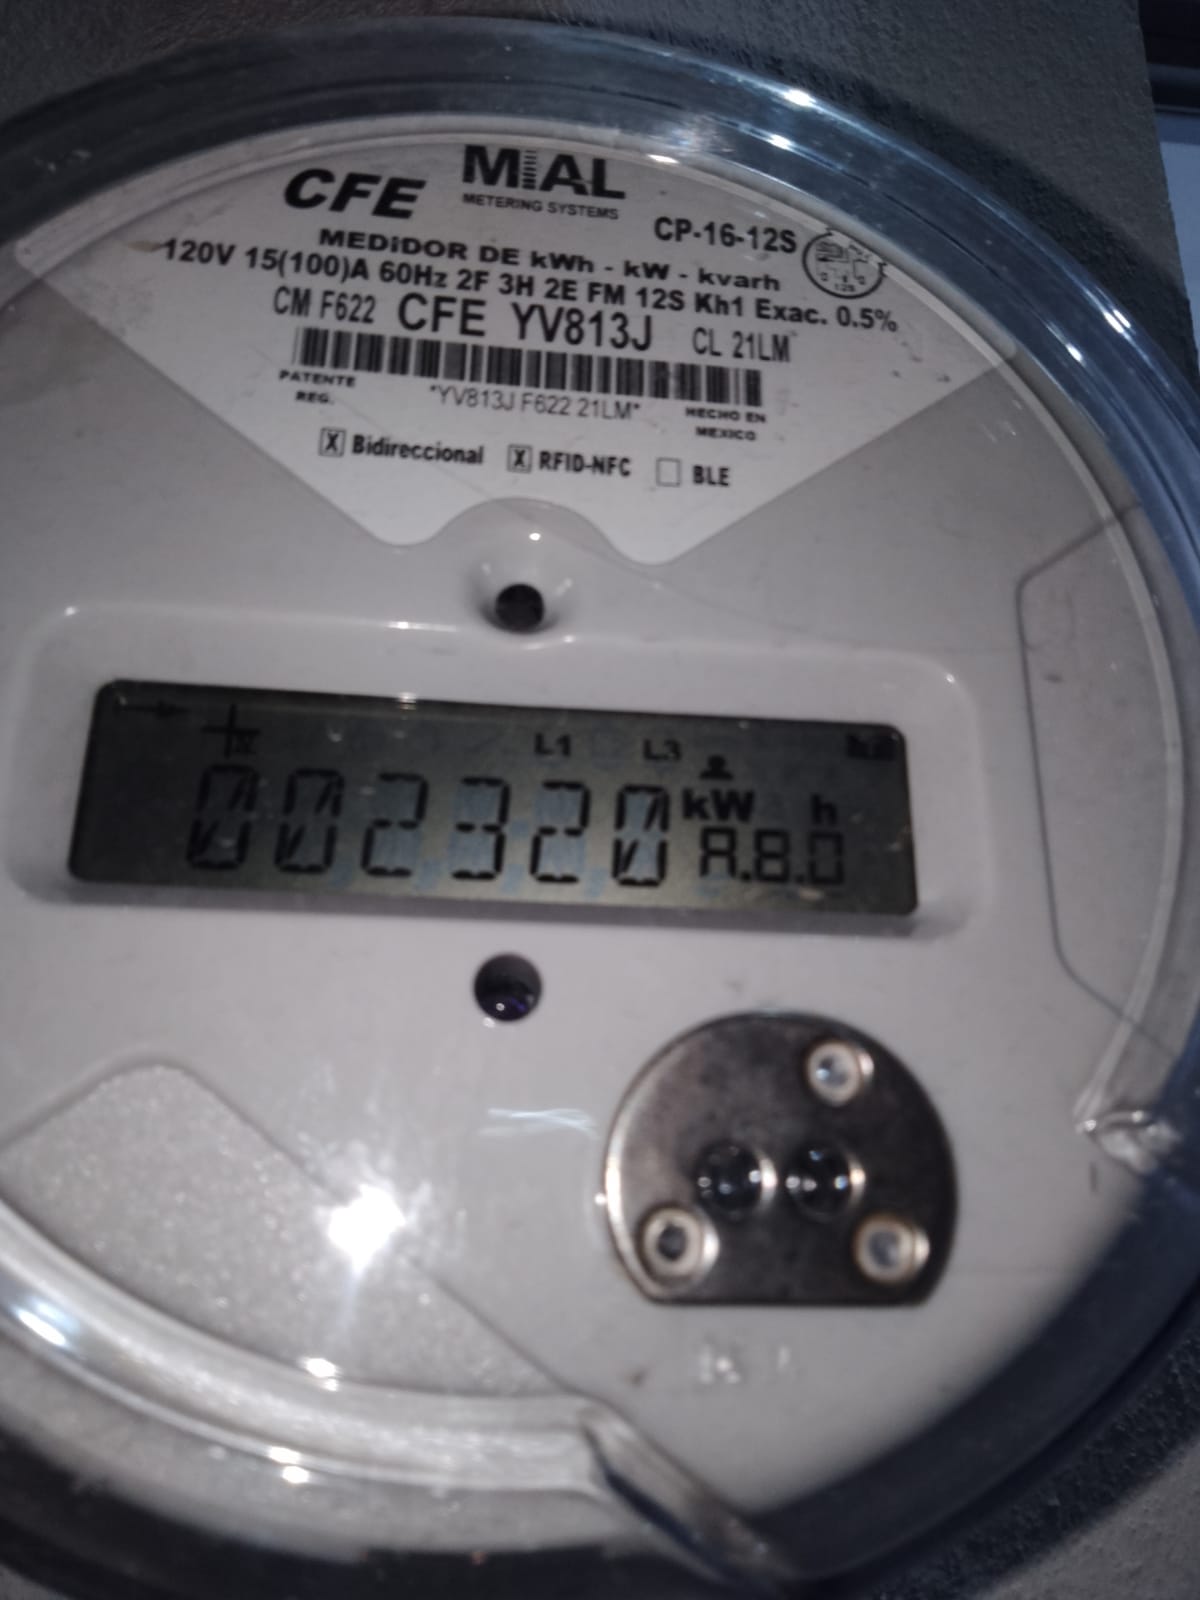 CFE MIAL
METERING SYSTEMS
CP-16-12S
MEDIDOR DE kWh - kW - kvarh
120V 15(100)A 60Hz 2F 3H 2E FM 12S Kh1 Exac. 0.5%
CM F622 CFE YV813J CL 21LM
PATENTE REG.
*YV813J F622 21LM*
HECHO EN MEXICO
X Bidireccional X RFID-NFC BLE
L1 L3
002320 kW h
A.8.0